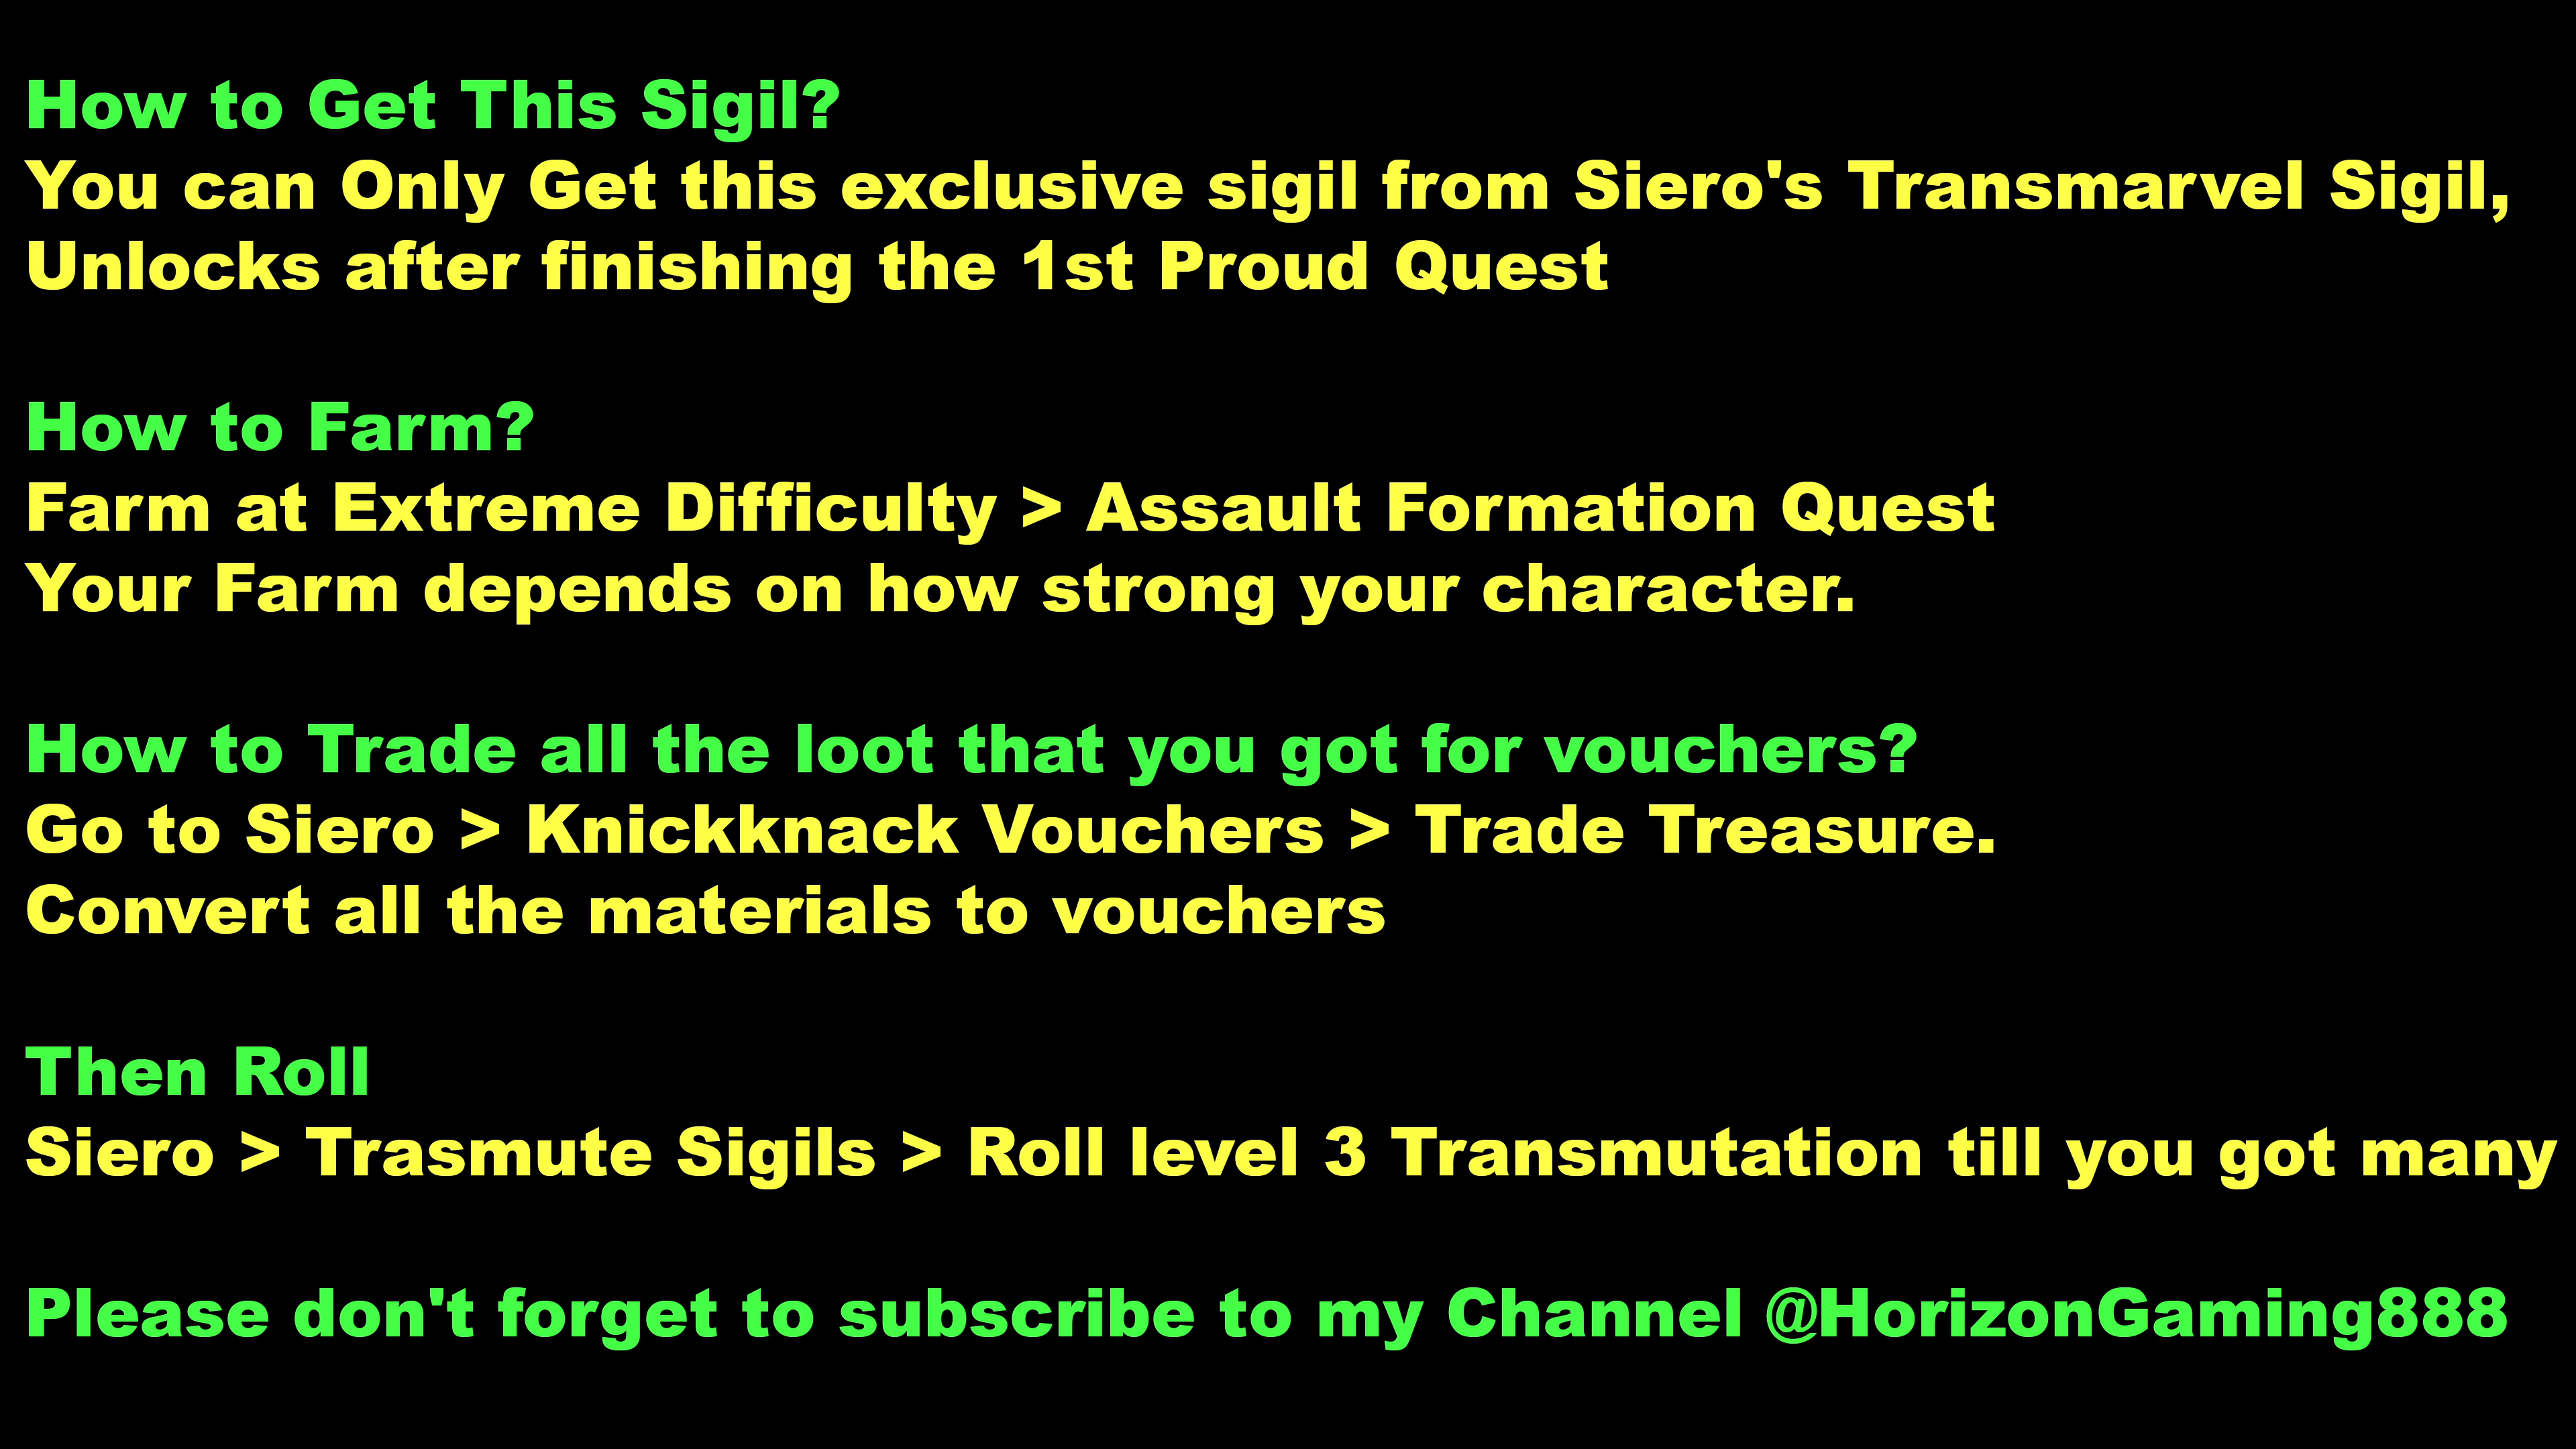 How to Get This Sigil?
You can Only Get this exclusive sigil from Siero's Transmarvel Sigil,
Unlocks after finishing the 1st Proud Quest
How to Farm?
Farm at Extreme Difficulty > Assault Formation Quest
Your Farm depends on how strong your character.
How to Trade all the loot that you got for vouchers?
Go to Siero > Knickknack Vouchers > Trade Treasure.
Convert all the materials to vouchers
Then Roll
Siero > Trasmute Sigils > Roll level 3 Transmutation till you got many
Please don't forget to subscribe to my Channel @HorizonGaming888